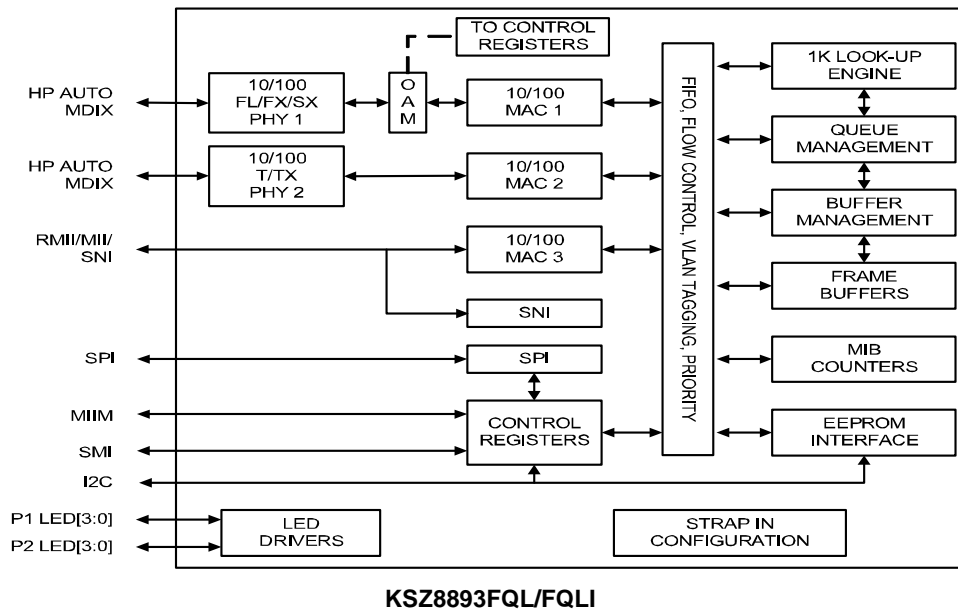 TO CONTROL
REGISTERS
HP AUTO
MDIX
10/100
FL/FX/SX
PHY 1
O
A
M
10/100
MAC 1
HP AUTO
MDIX
10/100
T/TX
PHY 2
10/100
MAC 2
RMII/MII/
SNI
10/100
MAC 3
SNI
SPI
SPI
MIIM
SMI
CONTROL
REGISTERS
I2C
P1 LED[3:0]
P2 LED[3:0]
LED
DRIVERS
FIFO, FLOW CONTROL, VLAN TAGGING, PRIORITY
1K LOOK-UP
ENGINE
QUEUE
MANAGEMENT
BUFFER
MANAGEMENT
FRAME
BUFFERS
MIB
COUNTERS
EEPROM
INTERFACE
STRAP IN
CONFIGURATION
KSZ8893FQL/FQLI